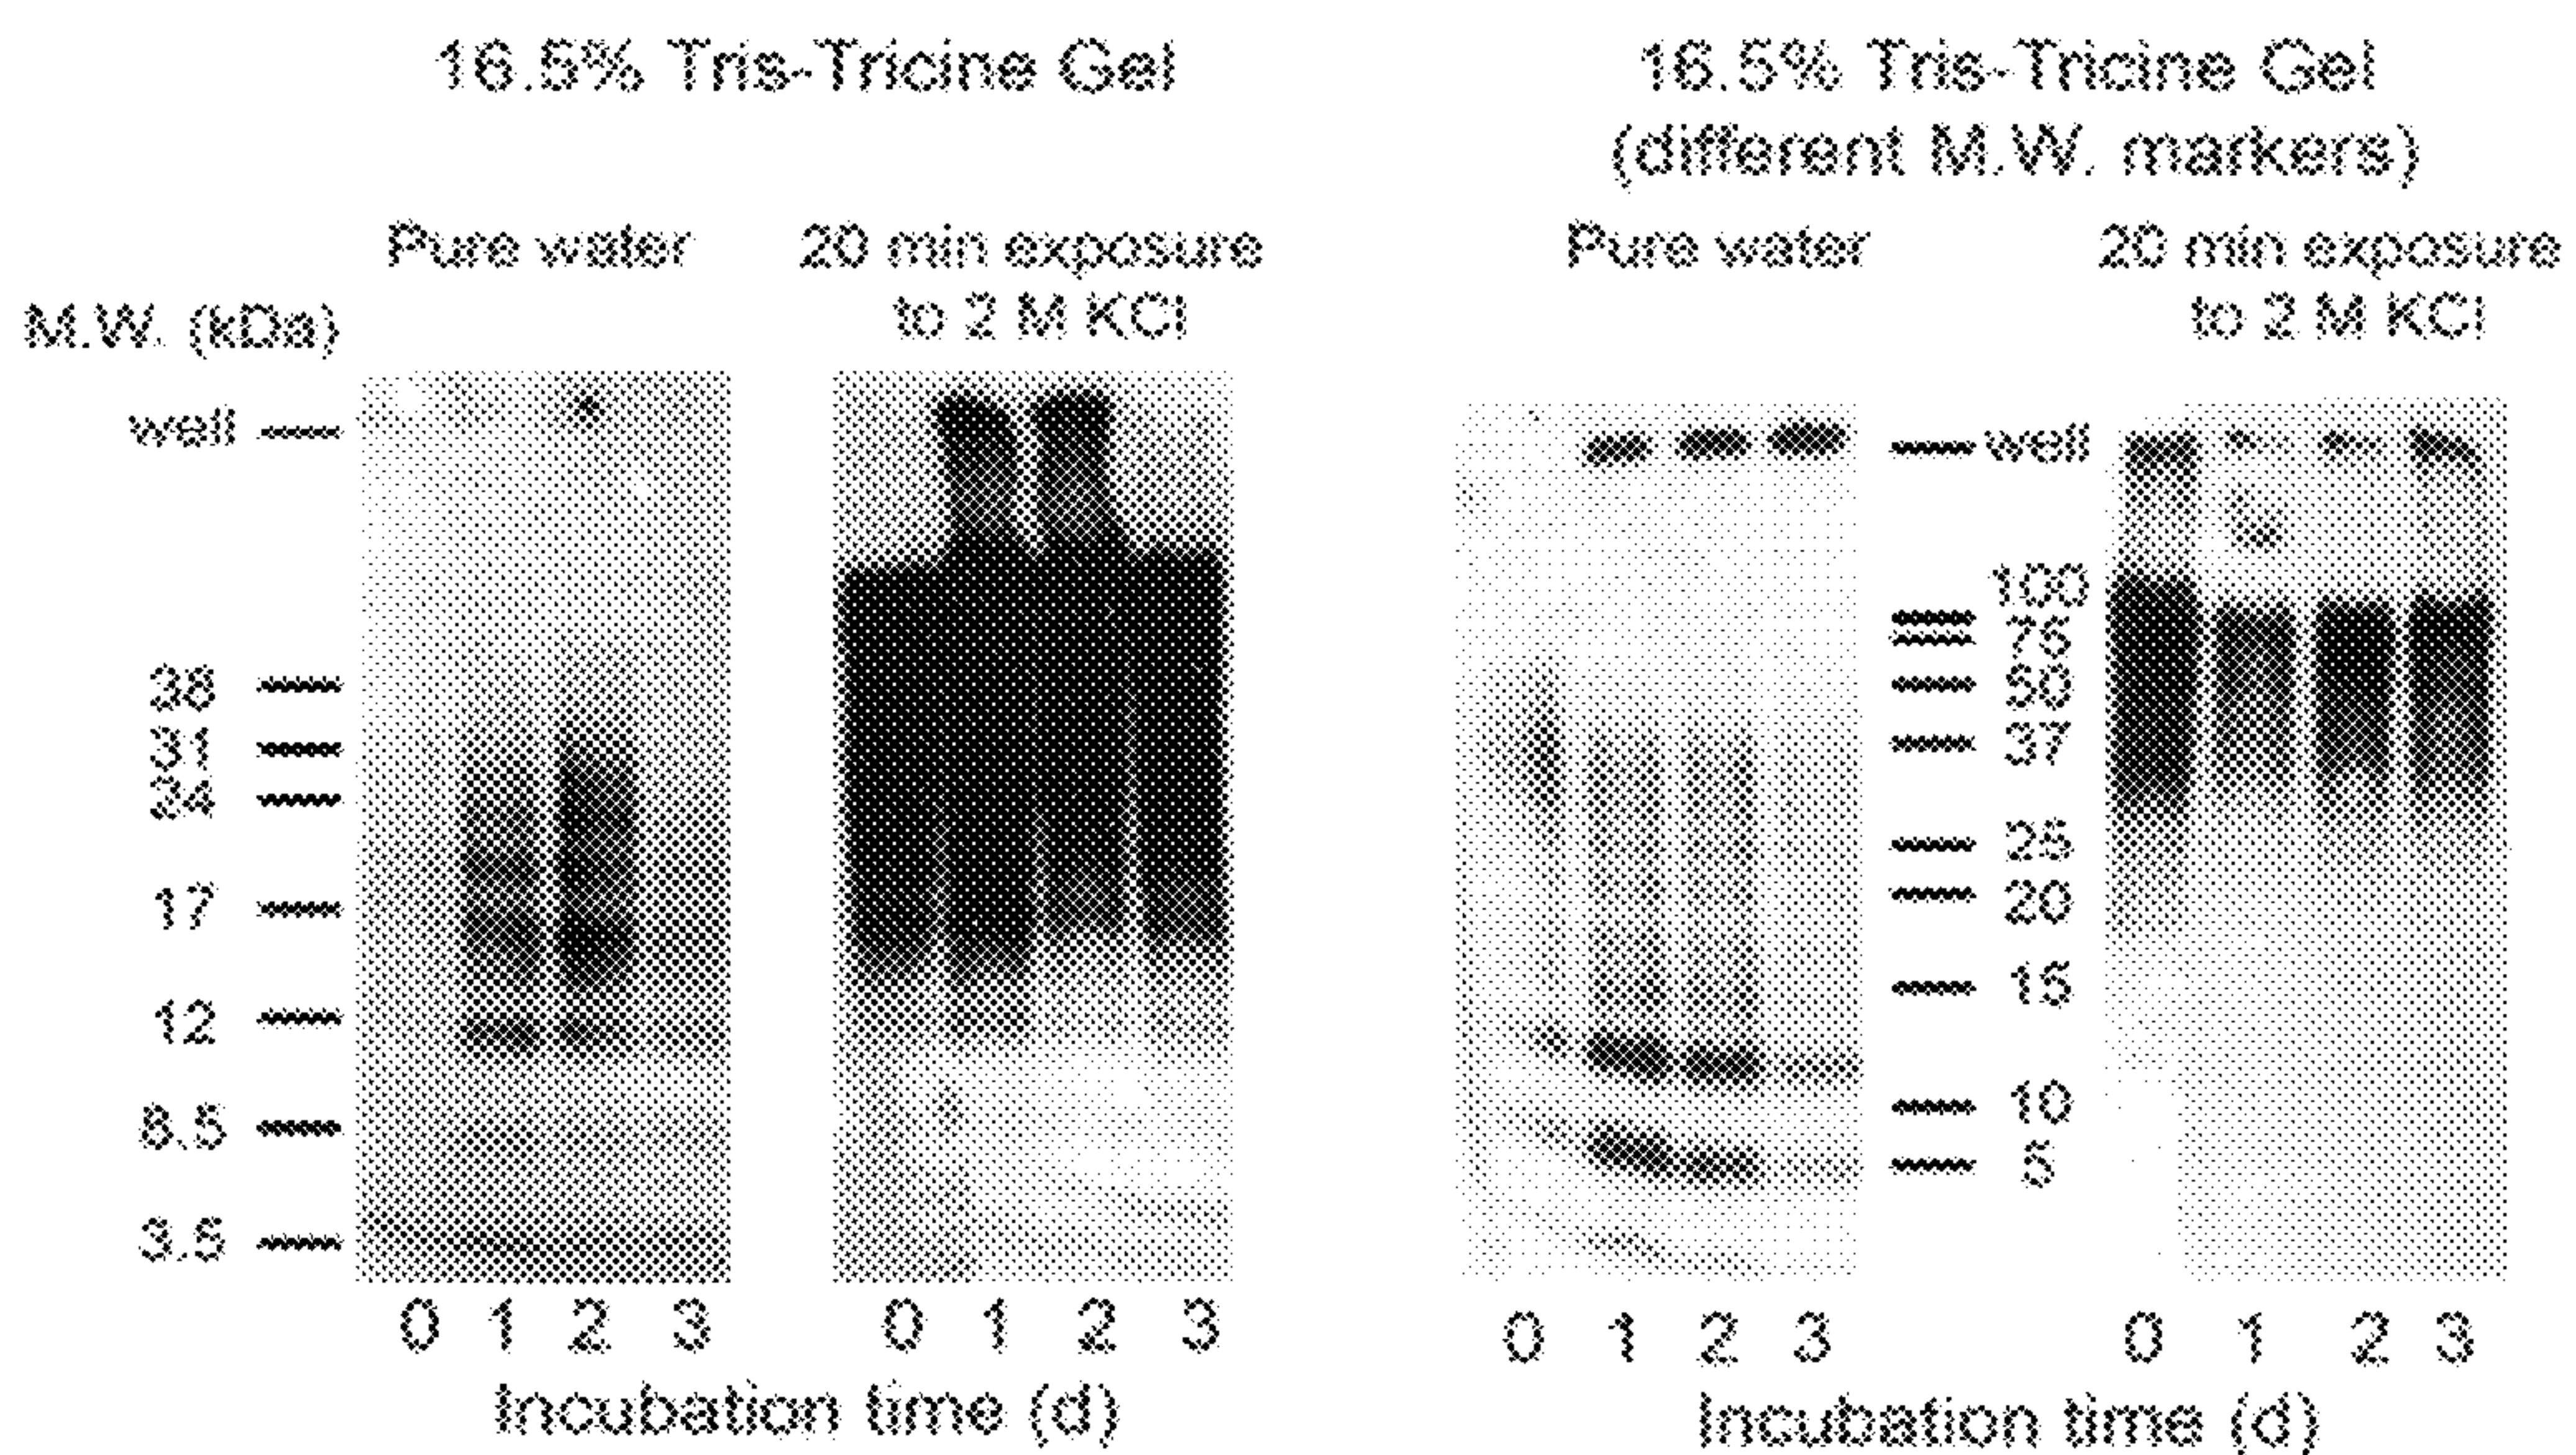 16.5% Tris-Tricine Gel
Pure water
20 min exposure
to 2 M KCl
M.W. (kDa)
well
38
31
24
17
12
8.5
3.5
0 1 2 3
0 1 2 3
Incubation time (d)
16.5% Tris-Tricine Gel
(different M.W. markers)
Pure water
20 min exposure
to 2 M KCl
well
100
75
50
37
25
20
15
10
5
0 1 2 3
0 1 2 3
Incubation time (d)